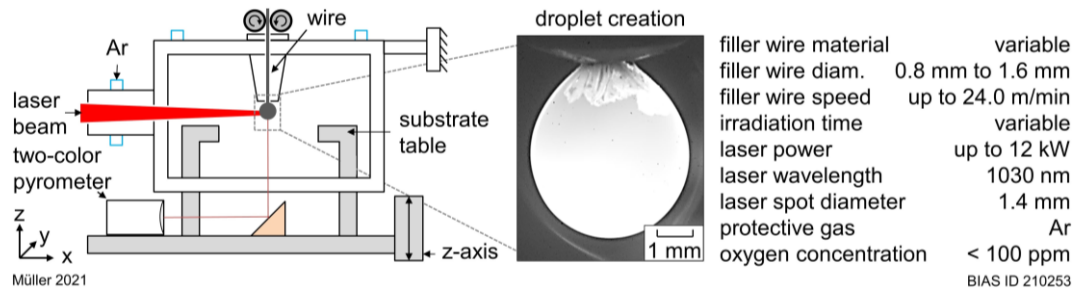 wire
Ar
laser
beam
two-color
pyrometer
substrate
table
z
y
x
z-axis
Müller 2021
droplet creation
1 mm
filler wire material variable
filler wire diam. 0.8 mm to 1.6 mm
filler wire speed up to 24.0 m/min
irradiation time variable
laser power up to 12 kW
laser wavelength 1030 nm
laser spot diameter 1.4 mm
protective gas Ar
oxygen concentration < 100 ppm
BIAS ID 210253